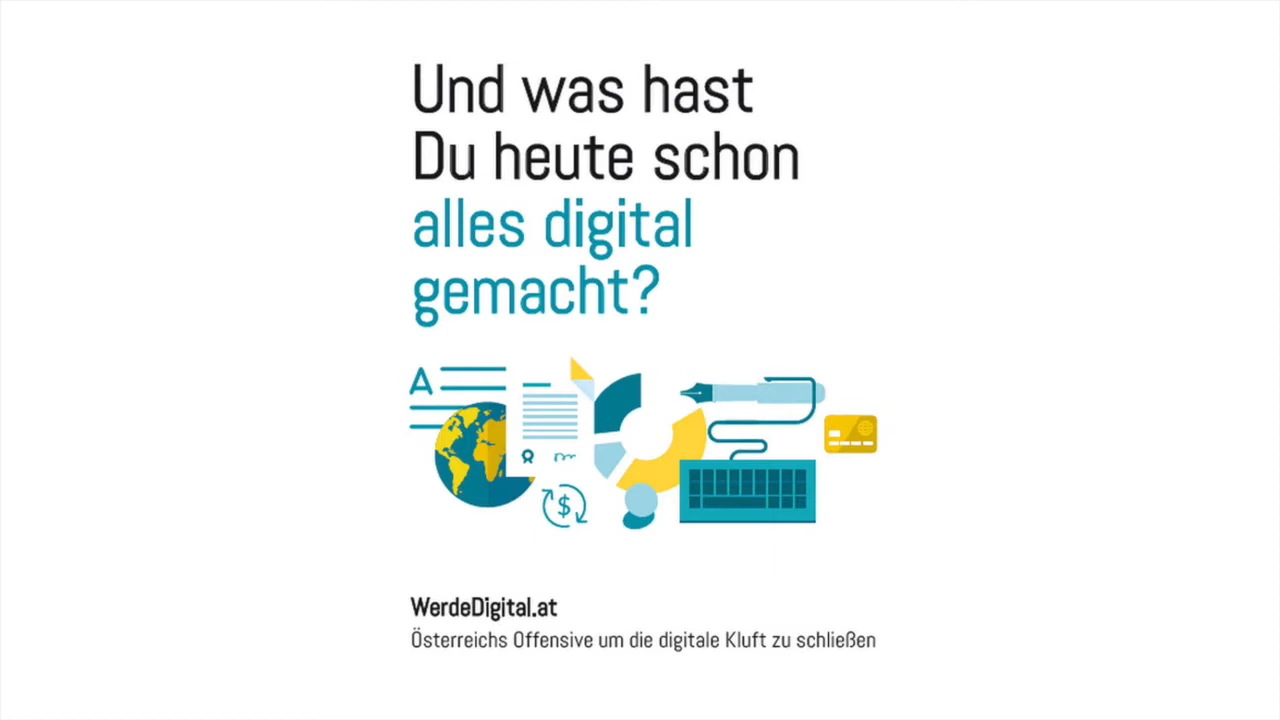 Und was hast
Du heute schon
alles digital
gemacht?
A
$
WerdeDigital.at
Österreichs Offensive um die digitale Kluft zu schließen